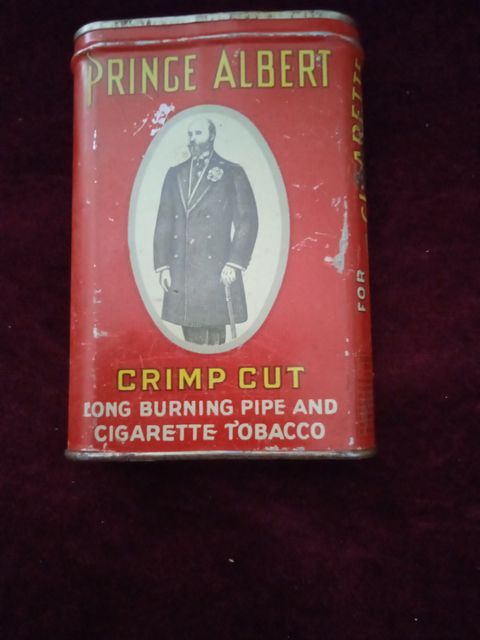 PRINCE ALBERT
CRIMP CUT
LONG BURNING PIPE AND
CIGARETTE TOBACCO
FOR CIGARETTE